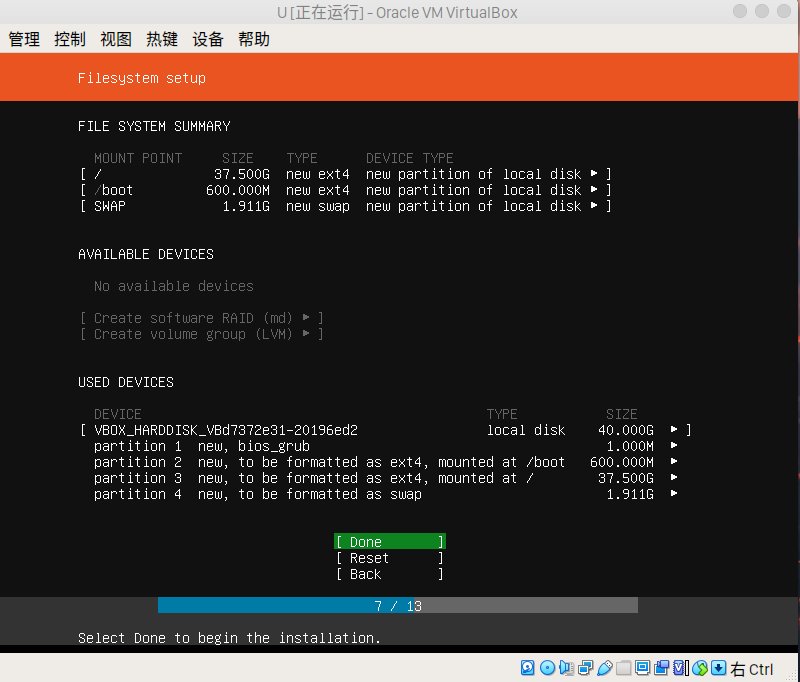 U [正在运行] - Oracle VM VirtualBox
管理 控制 视图 热键 设备 帮助
Filesystem setup
FILE SYSTEM SUMMARY
MOUNT POINT SIZE TYPE DEVICE TYPE
[ / 37.500G new ext4 new partition of local disk ▸ ]
[ /boot 600.000M new ext4 new partition of local disk ▸ ]
[ SWAP 1.911G new swap new partition of local disk ▸ ]
AVAILABLE DEVICES
No available devices
[ Create software RAID (md) ▸ ]
[ Create volume group (LVM) ▸ ]
USED DEVICES
DEVICE TYPE SIZE
[ VBOX_HARDDISK_VBd7372e31-20196ed2 local disk 40.000G ▸ ]
partition 1 new, bios_grub 1.000M ▸
partition 2 new, to be formatted as ext4, mounted at /boot 600.000M ▸
partition 3 new, to be formatted as ext4, mounted at / 37.500G ▸
partition 4 new, to be formatted as swap 1.911G ▸
[ Done ]
[ Reset ]
[ Back ]
7 / 13
Select Done to begin the installation.
右 Ctrl